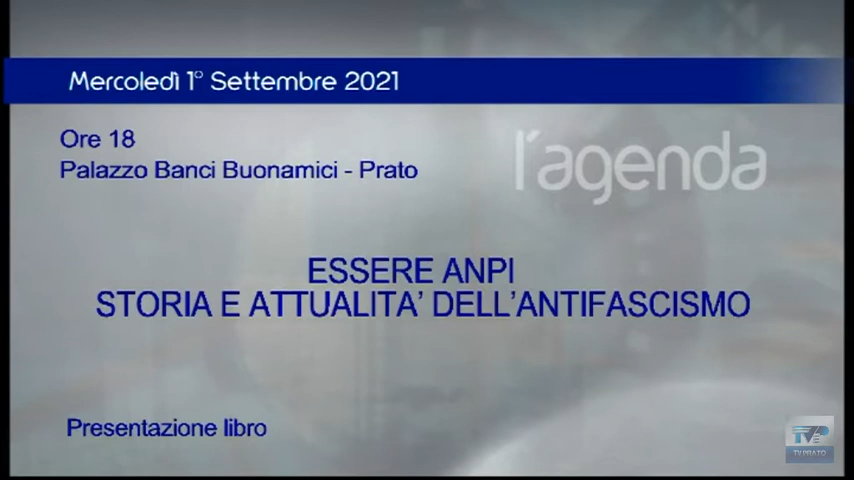 Mercoledì 1° Settembre 2021
Ore 18
Palazzo Banci Buonamici - Prato
l'agenda
ESSERE ANPI
STORIA E ATTUALITA' DELL'ANTIFASCISMO
Presentazione libro
TVP
TV PRATO